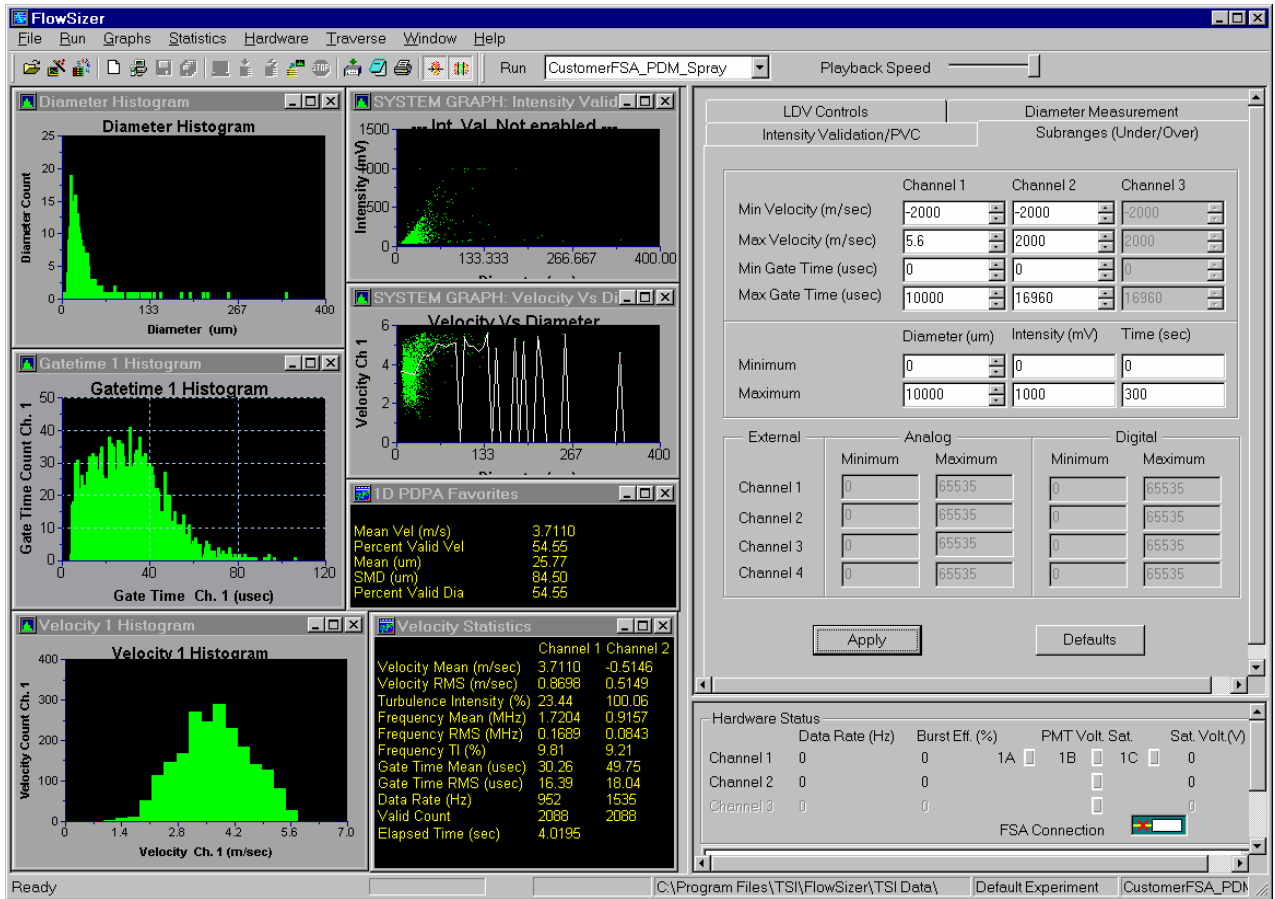 FlowSizer
File Run Graphs Statistics Hardware Traverse Window Help
STOP Run CustomerFSA_PDM_Spray Playback Speed
Diameter Histogram
Diameter Histogram
25
20
15
10
5
0
Diameter Count
0 133 267 400
Diameter (um)
SYSTEM GRAPH: Intensity Valid
--- Int. Val. Not enabled ---
1500
1000
500
0
Intensity (mV)
0 133.333 266.667 400.00
SYSTEM GRAPH: Velocity Vs Di
Velocity Vs Diameter
6
4
2
0
Velocity Ch 1
0 133 267 400
Gatetime 1 Histogram
Gatetime 1 Histogram
50
40
30
20
10
0
Gate Time Count Ch. 1
0 40 80 120
Gate Time Ch. 1 (usec)
1D PDPA Favorites
Mean Vel (m/s) 3.7110
Percent Valid Vel 54.55
Mean (um) 25.77
SMD (um) 84.50
Percent Valid Dia 54.55
Velocity 1 Histogram
Velocity 1 Histogram
400
300
200
100
0
Velocity Count Ch. 1
0 1.4 2.8 4.2 5.6 7.0
Velocity Ch. 1 (m/sec)
Velocity Statistics
Channel 1 Channel 2
Velocity Mean (m/sec) 3.7110 -0.5146
Velocity RMS (m/sec) 0.8698 0.5149
Turbulence Intensity (%) 23.44 100.06
Frequency Mean (MHz) 1.7204 0.9157
Frequency RMS (MHz) 0.1689 0.0843
Frequency TI (%) 9.81 9.21
Gate Time Mean (usec) 30.26 49.75
Gate Time RMS (usec) 16.39 18.04
Data Rate (Hz) 952 1535
Valid Count 2088 2088
Elapsed Time (sec) 4.0195
LDV Controls Diameter Measurement
Intensity Validation/PVC Subranges (Under/Over)
Channel 1 Channel 2 Channel 3
Min Velocity (m/sec) -2000 -2000 -2000
Max Velocity (m/sec) 5.6 2000 2000
Min Gate Time (usec) 0 0 0
Max Gate Time (usec) 10000 16960 16960
Diameter (um) Intensity (mV) Time (sec)
Minimum 0 0 0
Maximum 10000 1000 300
External Analog Digital
Minimum Maximum Minimum Maximum
Channel 1 0 65535 0 65535
Channel 2 0 65535 0 65535
Channel 3 0 65535 0 65535
Channel 4 0 65535 0 65535
Apply Defaults
Hardware Status
Data Rate (Hz) Burst Eff. (%) PMT Volt. Sat. Sat. Volt.(V)
Channel 1 0 0 1A 1B 1C 0
Channel 2 0 0 0
Channel 3 0 0 0
FSA Connection
Ready C:\Program Files\TSI\FlowSizer\TSI Data\ Default Experiment CustomerFSA_PDM